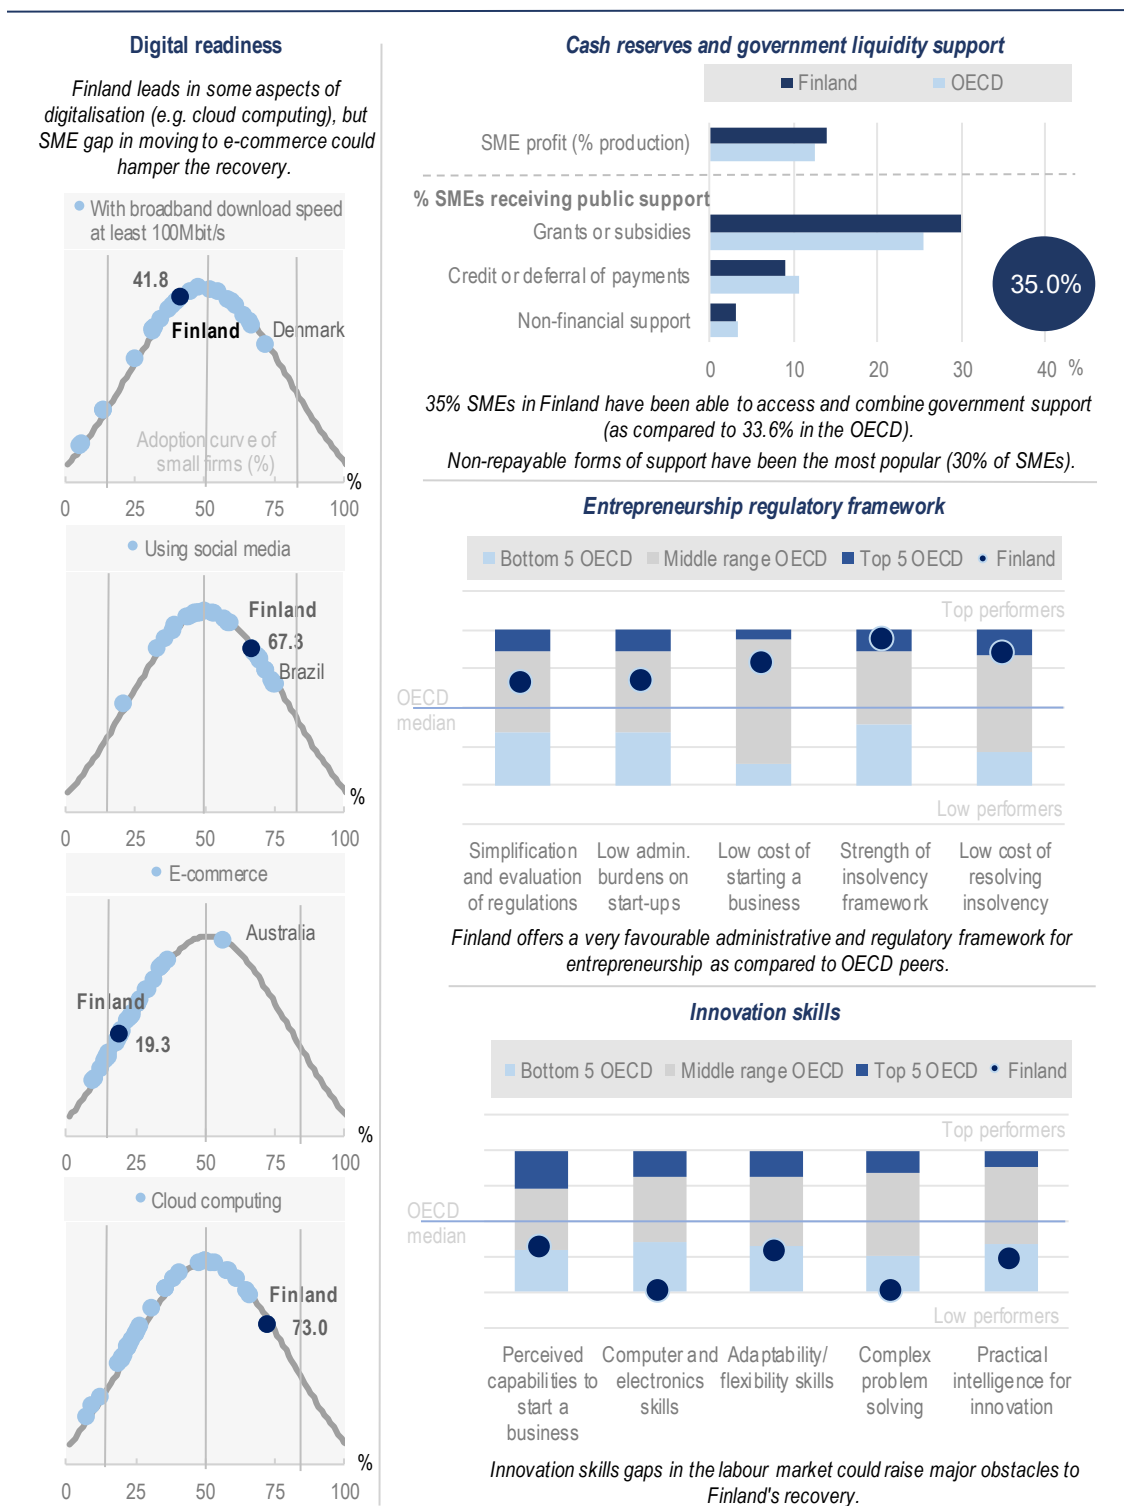 Digital readiness
Finland leads in some aspects of
digitalisation (e.g. cloud computing), but
SME gap in moving to e-commerce could
hamper the recovery.
With broadband download speed
at least 100Mbit/s
41.8
Finland
Denmark
Adoption curve of
small firms (%)
%
0 25 50 75 100
Using social media
Finland
67.3
Brazil
%
0 25 50 75 100
E-commerce
Australia
Finland
19.3
%
0 25 50 75 100
Cloud computing
Finland
73.0
%
0 25 50 75 100
Cash reserves and government liquidity support
Finland OECD
SME profit (% production)
% SMEs receiving public support
Grants or subsidies
Credit or deferral of payments
35.0%
Non-financial support
0 10 20 30 40 %
35% SMEs in Finland have been able to access and combine government support
(as compared to 33.6% in the OECD).
Non-repayable forms of support have been the most popular (30% of SMEs).
Entrepreneurship regulatory framework
Bottom 5 OECD Middle range OECD Top 5 OECD Finland
Top performers
OECD
median
Low performers
Simplification
and evaluation
of regulations
Low admin.
burdens on
start-ups
Low cost of
starting a
business
Strength of
insolvency
framework
Low cost of
resolving
insolvency
Finland offers a very favourable administrative and regulatory framework for
entrepreneurship as compared to OECD peers.
Innovation skills
Bottom 5 OECD Middle range OECD Top 5 OECD Finland
Top performers
OECD
median
Low performers
Perceived
capabilities to
start a
business
Computer and
electronics
skills
Adaptability/
flexibility skills
Complex
problem
solving
Practical
intelligence for
innovation
Innovation skills gaps in the labour market could raise major obstacles to
Finland's recovery.